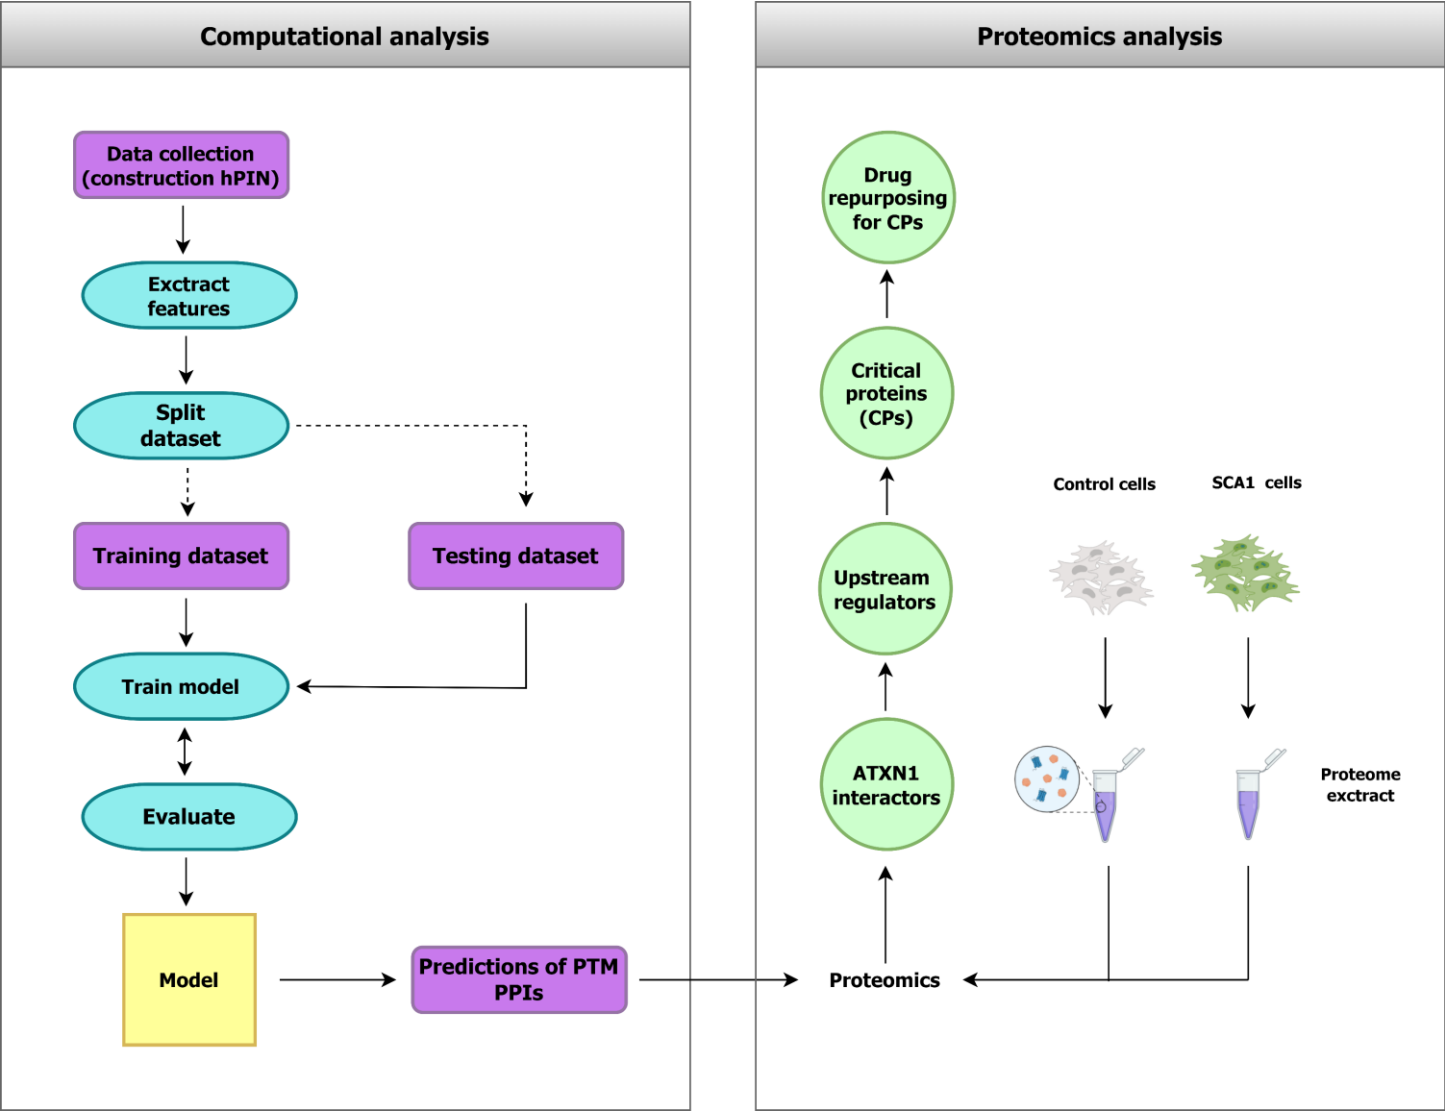 Computational analysis
Data collection
(construction hPIN)
Exctract
features
Split
dataset
Training dataset
Testing dataset
Train model
Evaluate
Model
Predictions of PTM
PPIs
Proteomics analysis
Drug
repurposing
for CPs
Critical
proteins
(CPs)
Upstream
regulators
ATXN1
interactors
Proteomics
Control cells
SCA1 cells
Proteome
exctract